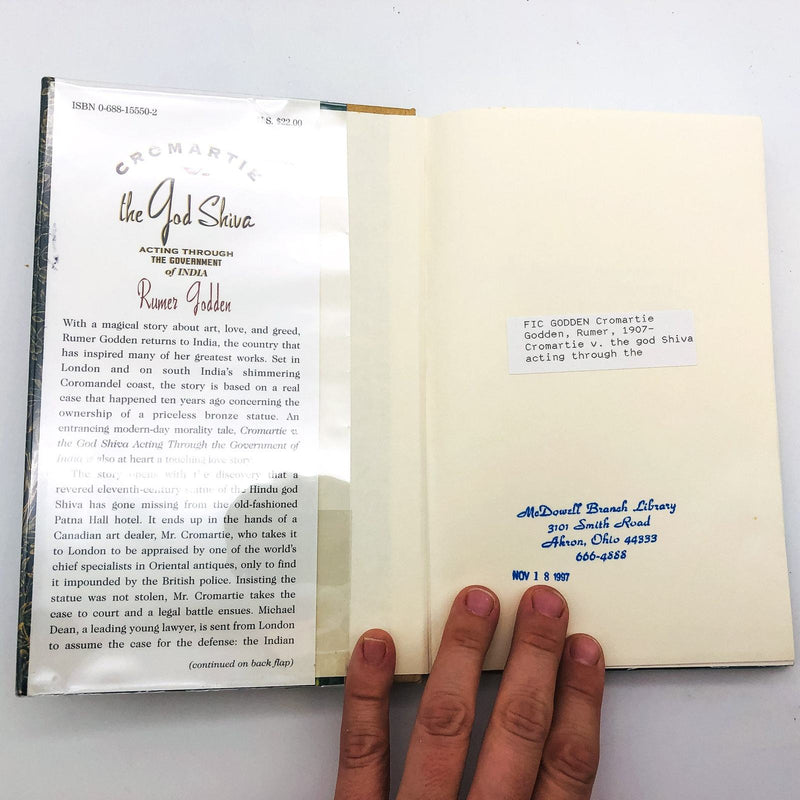 ISBN 0-688-15550-2
.S. $22.00
CROMARTIE
v.
the God Shiva
ACTING THROUGH
THE GOVERNMENT
of INDIA
Rumer Godden
With a magical story about art, love, and greed,
Rumer Godden returns to India, the country that
has inspired many of her greatest works. Set in
London and on south India's shimmering
Coromandel coast, the story is based on a real
case that happened ten years ago concerning the
ownership of a priceless bronze statue. An
entrancing modern-day morality tale, Cromartie v.
the God Shiva Acting Through the Government of
India is also at heart a touching love story.
The story opens with the discovery that a
revered eleventh-century statue of the Hindu god
Shiva has gone missing from the old-fashioned
Patna Hall hotel. It ends up in the hands of a
Canadian art dealer, Mr. Cromartie, who takes it
to London to be appraised by one of the world's
chief specialists in Oriental antiques, only to find
it impounded by the British police. Insisting the
statue was not stolen, Mr. Cromartie takes the
case to court and a legal battle ensues. Michael
Dean, a leading young lawyer, is sent from London
to assume the case for the defense: the Indian
(continued on back flap)
FIC GODDEN Cromartie
Godden, Rumer, 1907-
Cromartie v. the god Shiva
acting through the
McDowell Branch Library
3101 Smith Road
Akron, Ohio 44333
666-4888
NOV 18 1997